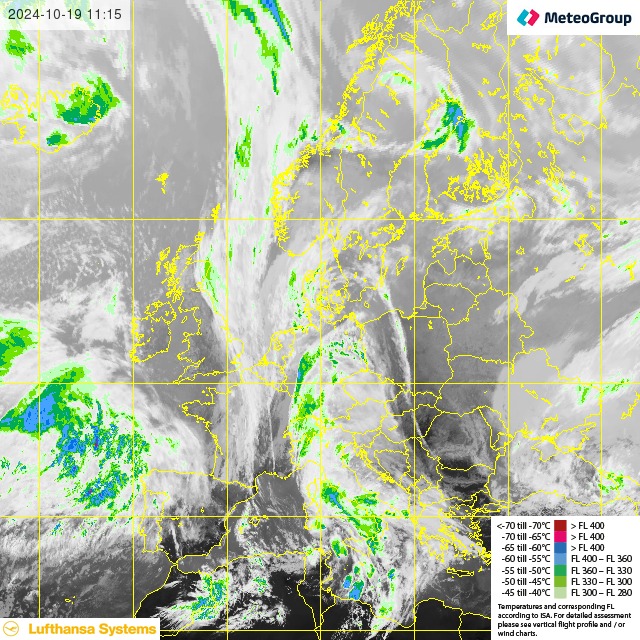 2024-10-19 11:15
MeteoGroup
<-70 till -70°C > FL 400
-70 till -65°C > FL 400
-65 till -60°C > FL 400
-60 till -55°C FL 400 – FL 360
-55 till -50°C FL 360 – FL 330
-50 till -45°C FL 330 – FL 300
-45 till -40°C FL 300 – FL 280
Temperatures and corresponding FL
according to ISA. For detailed assessment
please see vertical flight profile and / or
wind charts.
Lufthansa Systems